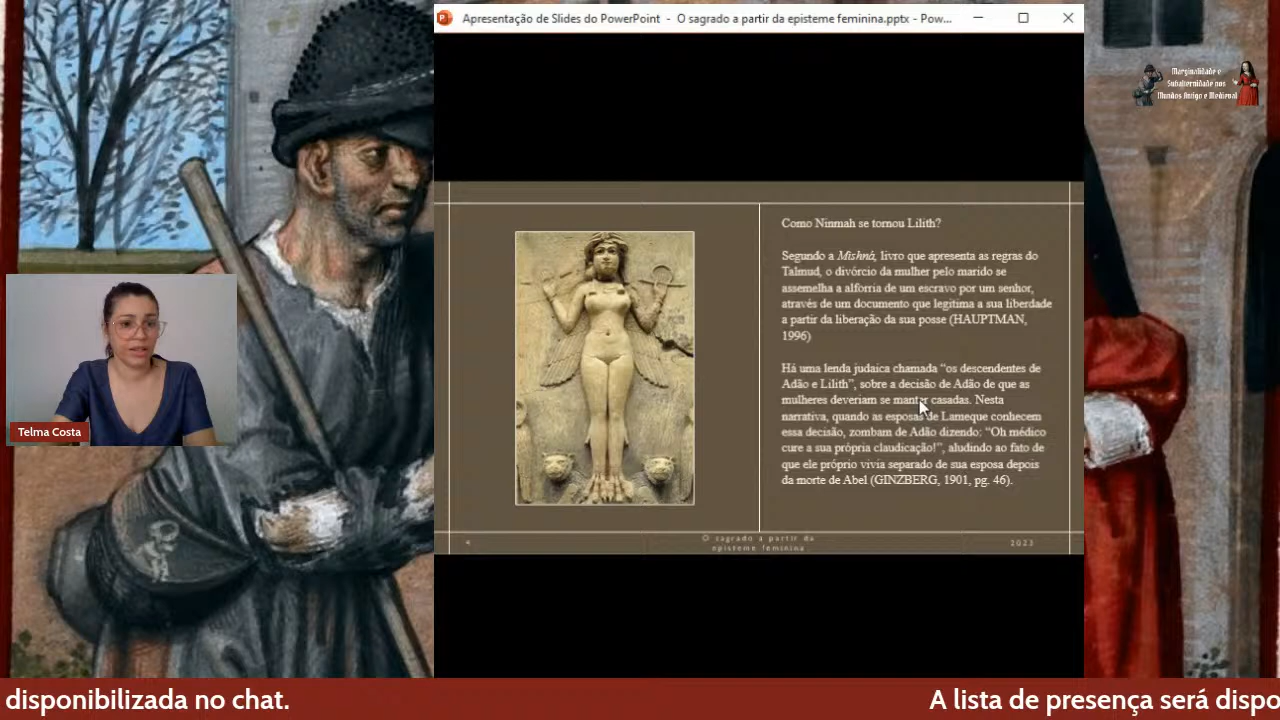 Apresentação de Slides do PowerPoint - O sagrado a partir da episteme feminina.pptx - Pow...
Marginalidade e
Subalternidade nos
Mundos Antigo e Medieval
Como Ninmah se tornou Lilith?
Segundo a Mishná, livro que apresenta as regras do
Talmud, o divórcio da mulher pelo marido se
assemelha a alforria de um escravo por um senhor,
através de um documento que legitima a sua liberdade
a partir da liberação da sua posse (HAUPTMAN,
1996)
Há uma lenda judaica chamada “os descendentes de
Adão e Lilith”, sobre a decisão de Adão de que as
mulheres deveriam se manter casadas. Nesta
narrativa, quando as esposas de Lameque conhecem
essa decisão, zombam de Adão dizendo: “Oh médico
cure a sua própria claudicação!”, aludindo ao fato de
que ele próprio vivia separado de sua esposa depois
da morte de Abel (GINZBERG, 1901, pg. 46).
O sagrado a partir da
episteme feminina
2023
Telma Costa
disponibilizada no chat.
A lista de presença será dispo